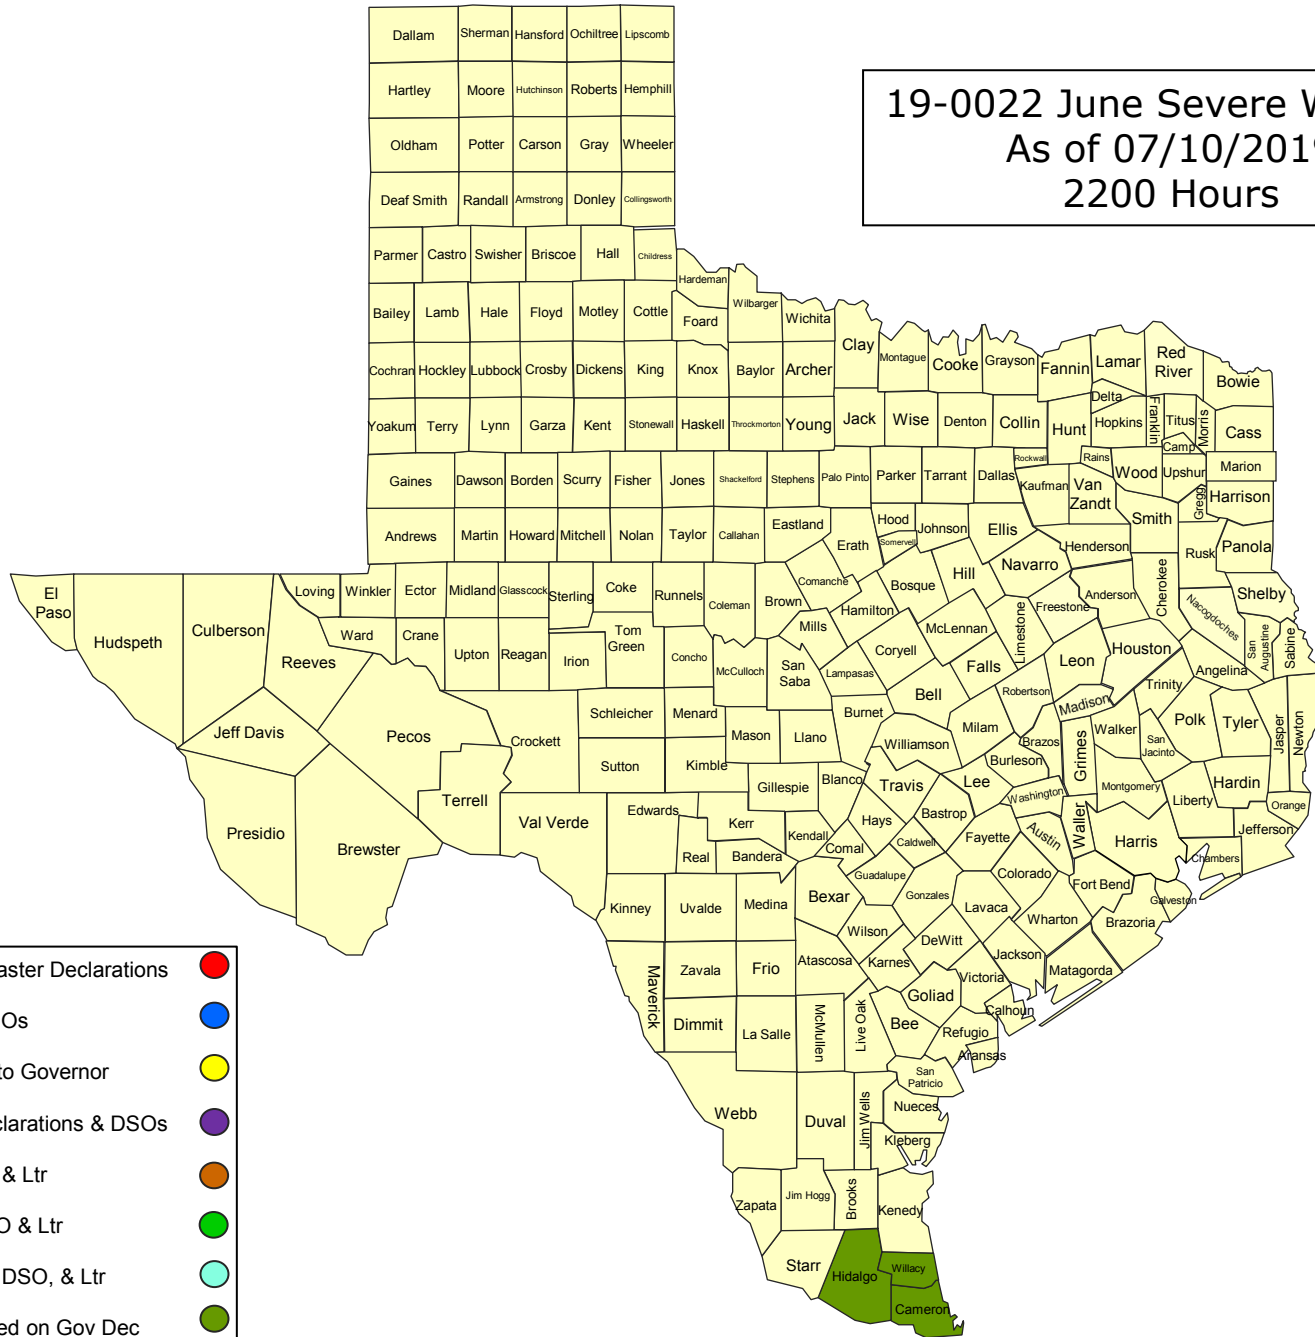 Dallam Sherman Hansford Ochiltree Lipscomb
Hartley Moore Hutchinson Roberts Hemphill
19-0022 June Severe
As of 07/10/201
2200 Hours
Oldham Potter Carson Gray Wheeler
Deaf Smith Randall Armstrong Donley Collingsworth
Parmer Castro Swisher Briscoe Hall Childress
Hardeman
Bailey Lamb Hale Floyd Motley Cottle Foard Wilbarger Wichita
Clay Montague Cooke Grayson Fannin Lamar Red River Bowie
Cochran Hockley Lubbock Crosby Dickens King Knox Baylor Archer
Delta
Yoakum Terry Lynn Garza Kent Stonewall Haskell Throckmorton Young Jack Wise Denton Collin Hunt Hopkins Franklin Titus Morris Cass
Camp
Rockwall Rains
Gaines Dawson Borden Scurry Fisher Jones Shackelford Stephens Palo Pinto Parker Tarrant Dallas Kaufman Van Zandt Wood Upshur Marion
Gregg Harrison
Andrews Martin Howard Mitchell Nolan Taylor Callahan Eastland Erath Hood Somervell Johnson Ellis Henderson Smith Rusk Panola
El Paso Hudspeth Culberson Loving Winkler Ector Midland Glasscock Sterling Coke Runnels Coleman Brown Comanche Hamilton Bosque Hill Navarro Freestone Anderson Cherokee Nacogdoches Shelby
Reeves Ward Crane Upton Reagan Irion Tom Green Concho McCulloch San Saba Mills Lampasas Coryell McLennan Limestone Falls Leon Houston Angelina San Augustine Sabine
Jeff Davis Pecos Crockett Schleicher Menard Mason Llano Burnet Bell Milam Robertson Madison Trinity Walker San Jacinto Polk Tyler Jasper Newton
Terrell Sutton Kimble Gillespie Blanco Williamson Travis Lee Burleson Brazos Grimes Washington Montgomery Liberty Hardin Orange
Presidio Brewster Val Verde Edwards Kerr Real Bandera Kendall Comal Hays Caldwell Bastrop Fayette Austin Waller Harris Jefferson Chambers
Kinney Uvalde Medina Bexar Guadalupe Gonzales Lavaca Colorado Wharton Fort Bend Brazoria Galveston
Maverick Zavala Frio Atascosa Wilson Karnes DeWitt Victoria Jackson Matagorda
Dimmit La Salle McMullen Live Oak Bee Goliad Refugio Calhoun Aransas
San Patricio
Webb Duval Jim Wells Nueces Kleberg
Zapata Jim Hogg Brooks Kenedy
Starr Hidalgo Willacy Cameron
aster Declarations
Os
to Governor
larations & DSOs
& Ltr
O & Ltr
DSO, & Ltr
ed on Gov Dec